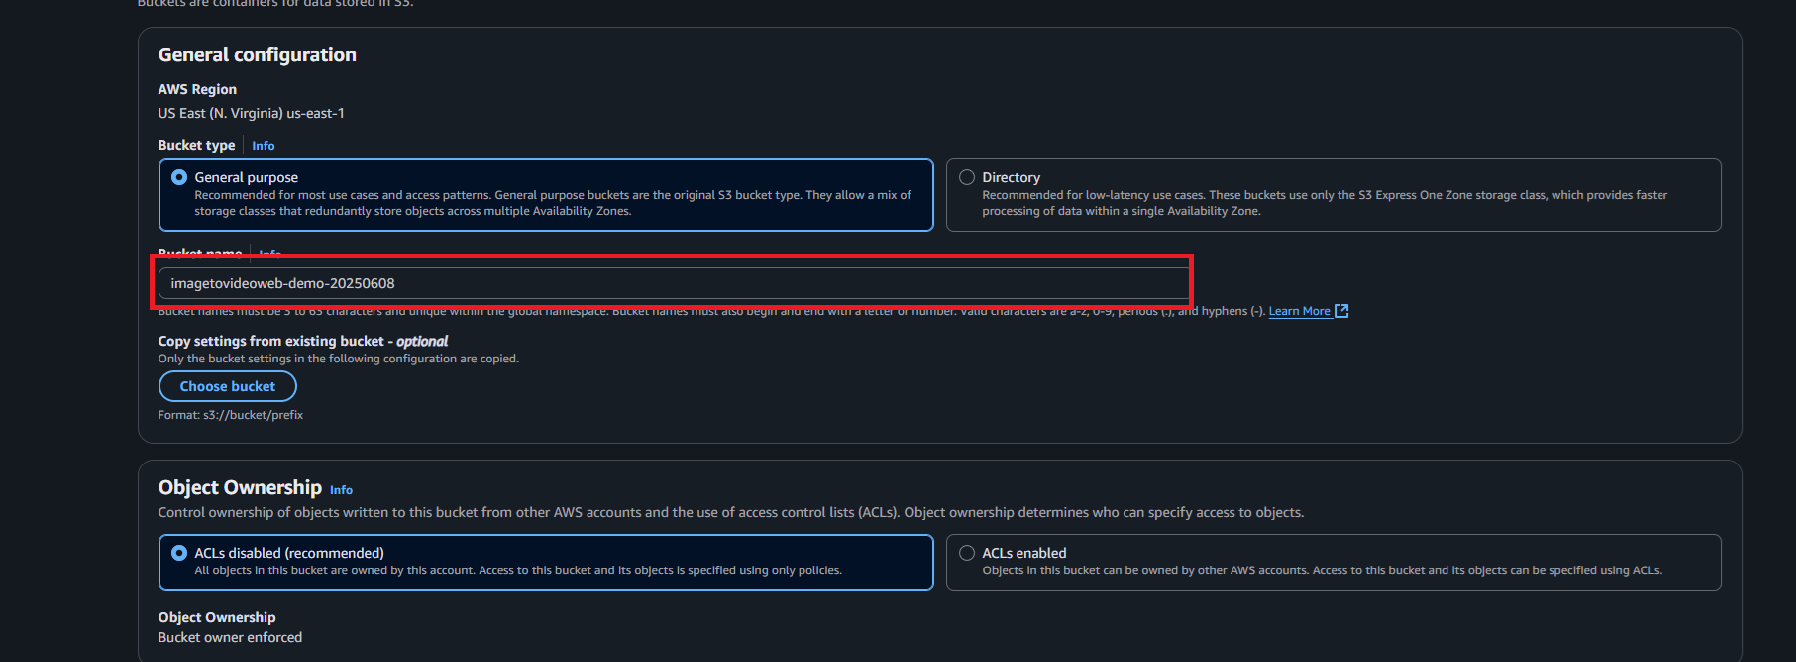 Buckets are containers for data stored in S3.
General configuration
AWS Region
US East (N. Virginia) us-east-1
Bucket type Info
General purpose
Recommended for most use cases and access patterns. General purpose buckets are the original S3 bucket type. They allow a mix of
storage classes that redundantly store objects across multiple Availability Zones.
Directory
Recommended for low-latency use cases. These buckets use only the S3 Express One Zone storage class, which provides faster
processing of data within a single Availability Zone.
Bucket name Info
imagetovideoweb-demo-20250608
Bucket names must be 3 to 63 characters and unique within the global namespace. Bucket names must also begin and end with a letter or number. Valid characters are a-z, 0-9, periods (.), and hyphens (-). Learn More
Copy settings from existing bucket - optional
Only the bucket settings in the following configuration are copied.
Choose bucket
Format: s3://bucket/prefix
Object Ownership Info
Control ownership of objects written to this bucket from other AWS accounts and the use of access control lists (ACLs). Object ownership determines who can specify access to objects.
ACLs disabled (recommended)
All objects in this bucket are owned by this account. Access to this bucket and its objects is specified using only policies.
ACLs enabled
Objects in this bucket can be owned by other AWS accounts. Access to this bucket and its objects can be specified using ACLs.
Object Ownership
Bucket owner enforced